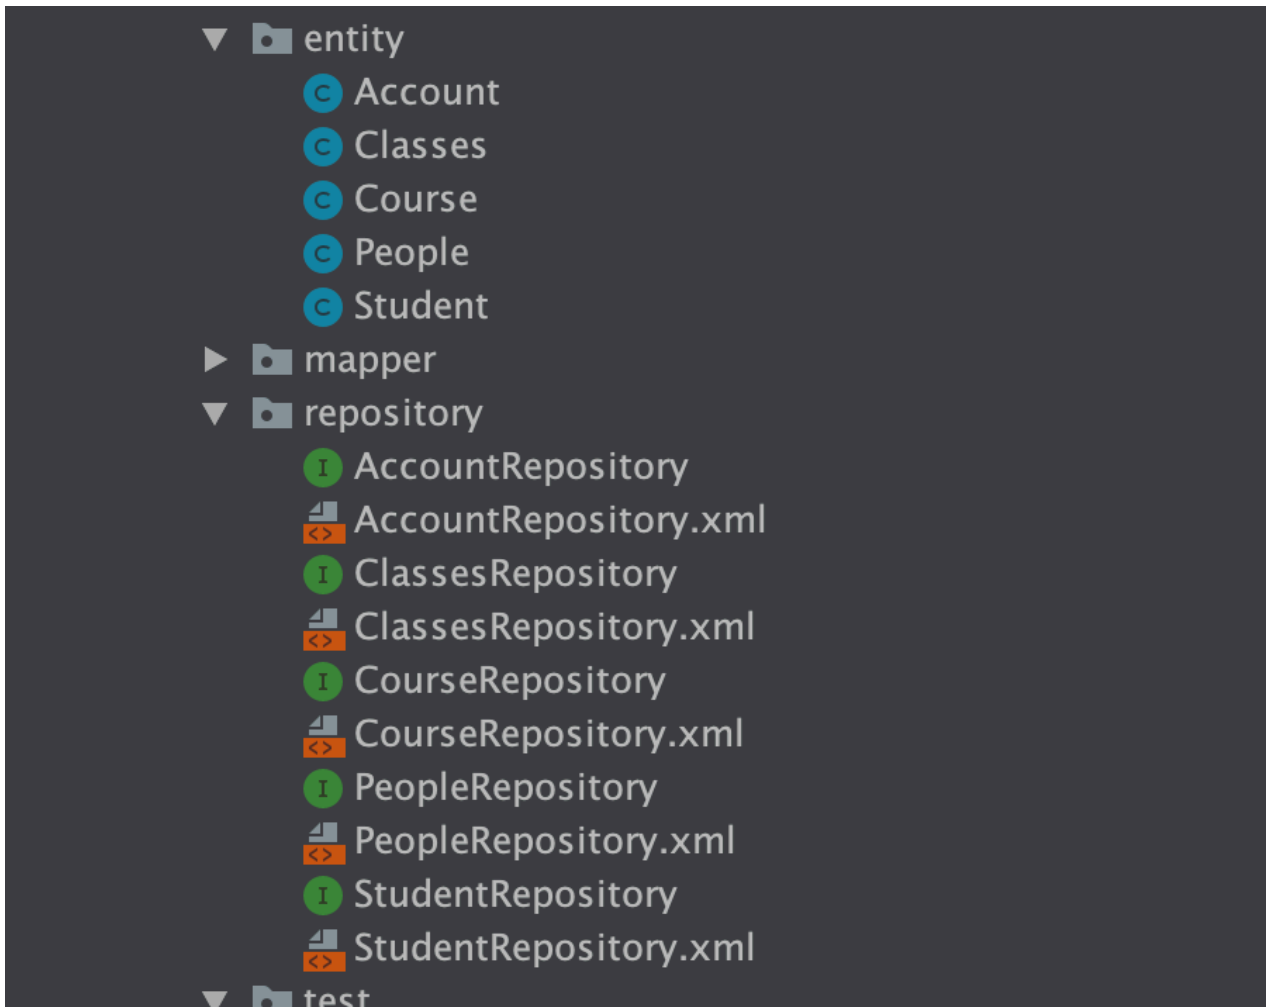 entity
C Account
C Classes
C Course
C People
C Student
mapper
repository
I AccountRepository
<> AccountRepository.xml
I ClassesRepository
<> ClassesRepository.xml
I CourseRepository
<> CourseRepository.xml
I PeopleRepository
<> PeopleRepository.xml
I StudentRepository
<> StudentRepository.xml
test